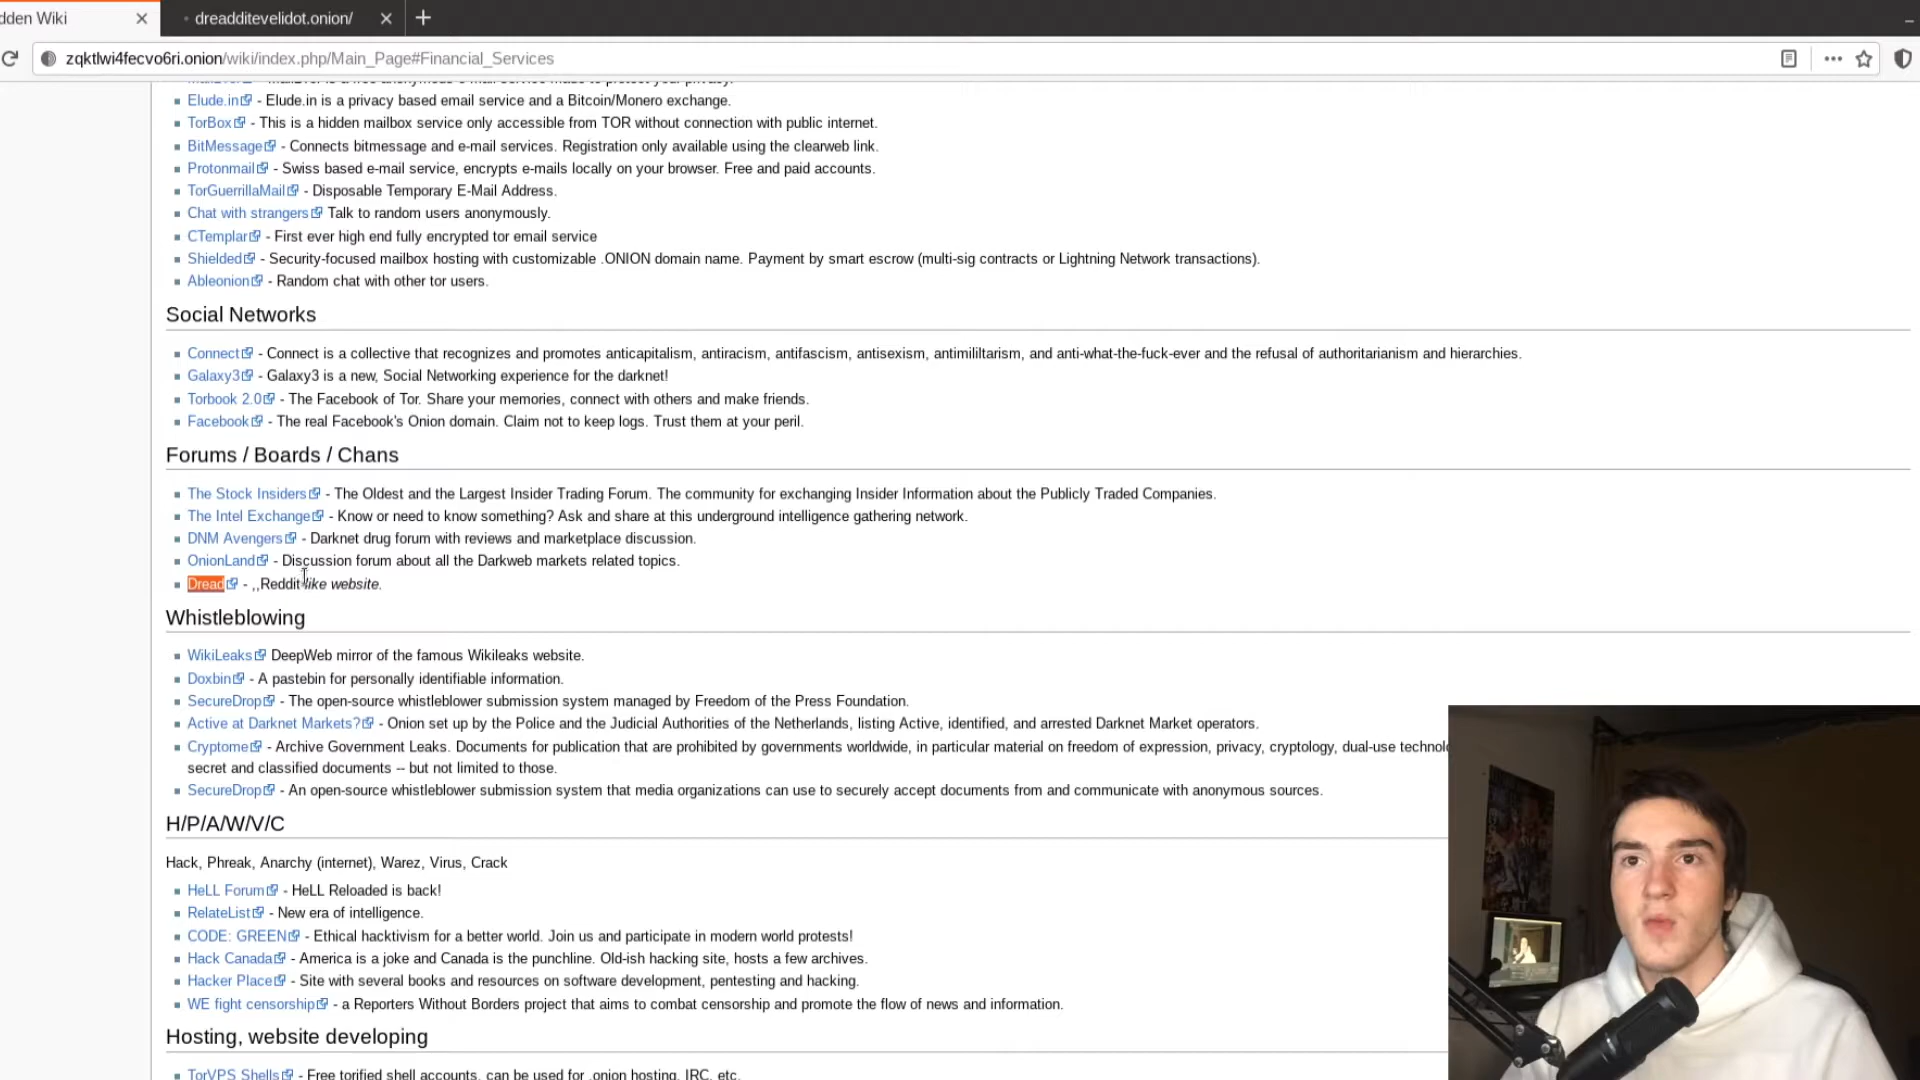 dden Wiki
dreadditevelidot.onion/
zqktlwi4fecvo6ri.onion/wiki/index.php/Main_Page#Financial_Services
Elude.in - Elude.in is a privacy based email service and a Bitcoin/Monero exchange.
TorBox - This is a hidden mailbox service only accessible from TOR without connection with public internet.
BitMessage - Connects bitmessage and e-mail services. Registration only available using the clearweb link.
Protonmail - Swiss based e-mail service, encrypts e-mails locally on your browser. Free and paid accounts.
TorGuerrillaMail - Disposable Temporary E-Mail Address.
Chat with strangers Talk to random users anonymously.
CTemplar - First ever high end fully encrypted tor email service
Shielded - Security-focused mailbox hosting with customizable .ONION domain name. Payment by smart escrow (multi-sig contracts or Lightning Network transactions).
Ableonion - Random chat with other tor users.
Social Networks
Connect - Connect is a collective that recognizes and promotes anticapitalism, antiracism, antifascism, antisexism, antimililtarism, and anti-what-the-fuck-ever and the refusal of authoritarianism and hierarchies.
Galaxy3 - Galaxy3 is a new, Social Networking experience for the darknet!
Torbook 2.0 - The Facebook of Tor. Share your memories, connect with others and make friends.
Facebook - The real Facebook's Onion domain. Claim not to keep logs. Trust them at your peril.
Forums / Boards / Chans
The Stock Insiders - The Oldest and the Largest Insider Trading Forum. The community for exchanging Insider Information about the Publicly Traded Companies.
The Intel Exchange - Know or need to know something? Ask and share at this underground intelligence gathering network.
DNM Avengers - Darknet drug forum with reviews and marketplace discussion.
OnionLand - Discussion forum about all the Darkweb markets related topics.
Dread - ,,Reddit like website.
Whistleblowing
WikiLeaks DeepWeb mirror of the famous Wikileaks website.
Doxbin - A pastebin for personally identifiable information.
SecureDrop - The open-source whistleblower submission system managed by Freedom of the Press Foundation.
Active at Darknet Markets? - Onion set up by the Police and the Judicial Authorities of the Netherlands, listing Active, identified, and arrested Darknet Market operators.
Cryptome - Archive Government Leaks. Documents for publication that are prohibited by governments worldwide, in particular material on freedom of expression, privacy, cryptology, dual-use technolo
secret and classified documents -- but not limited to those.
SecureDrop - An open-source whistleblower submission system that media organizations can use to securely accept documents from and communicate with anonymous sources.
H/P/A/W/V/C
Hack, Phreak, Anarchy (internet), Warez, Virus, Crack
HeLL Forum - HeLL Reloaded is back!
RelateList - New era of intelligence.
CODE: GREEN - Ethical hacktivism for a better world. Join us and participate in modern world protests!
Hack Canada - America is a joke and Canada is the punchline. Old-ish hacking site, hosts a few archives.
Hacker Place - Site with several books and resources on software development, pentesting and hacking.
WE fight censorship - a Reporters Without Borders project that aims to combat censorship and promote the flow of news and information.
Hosting, website developing
TorVPS Shells - Free torified shell accounts, can be used for .onion hosting, IRC, etc.